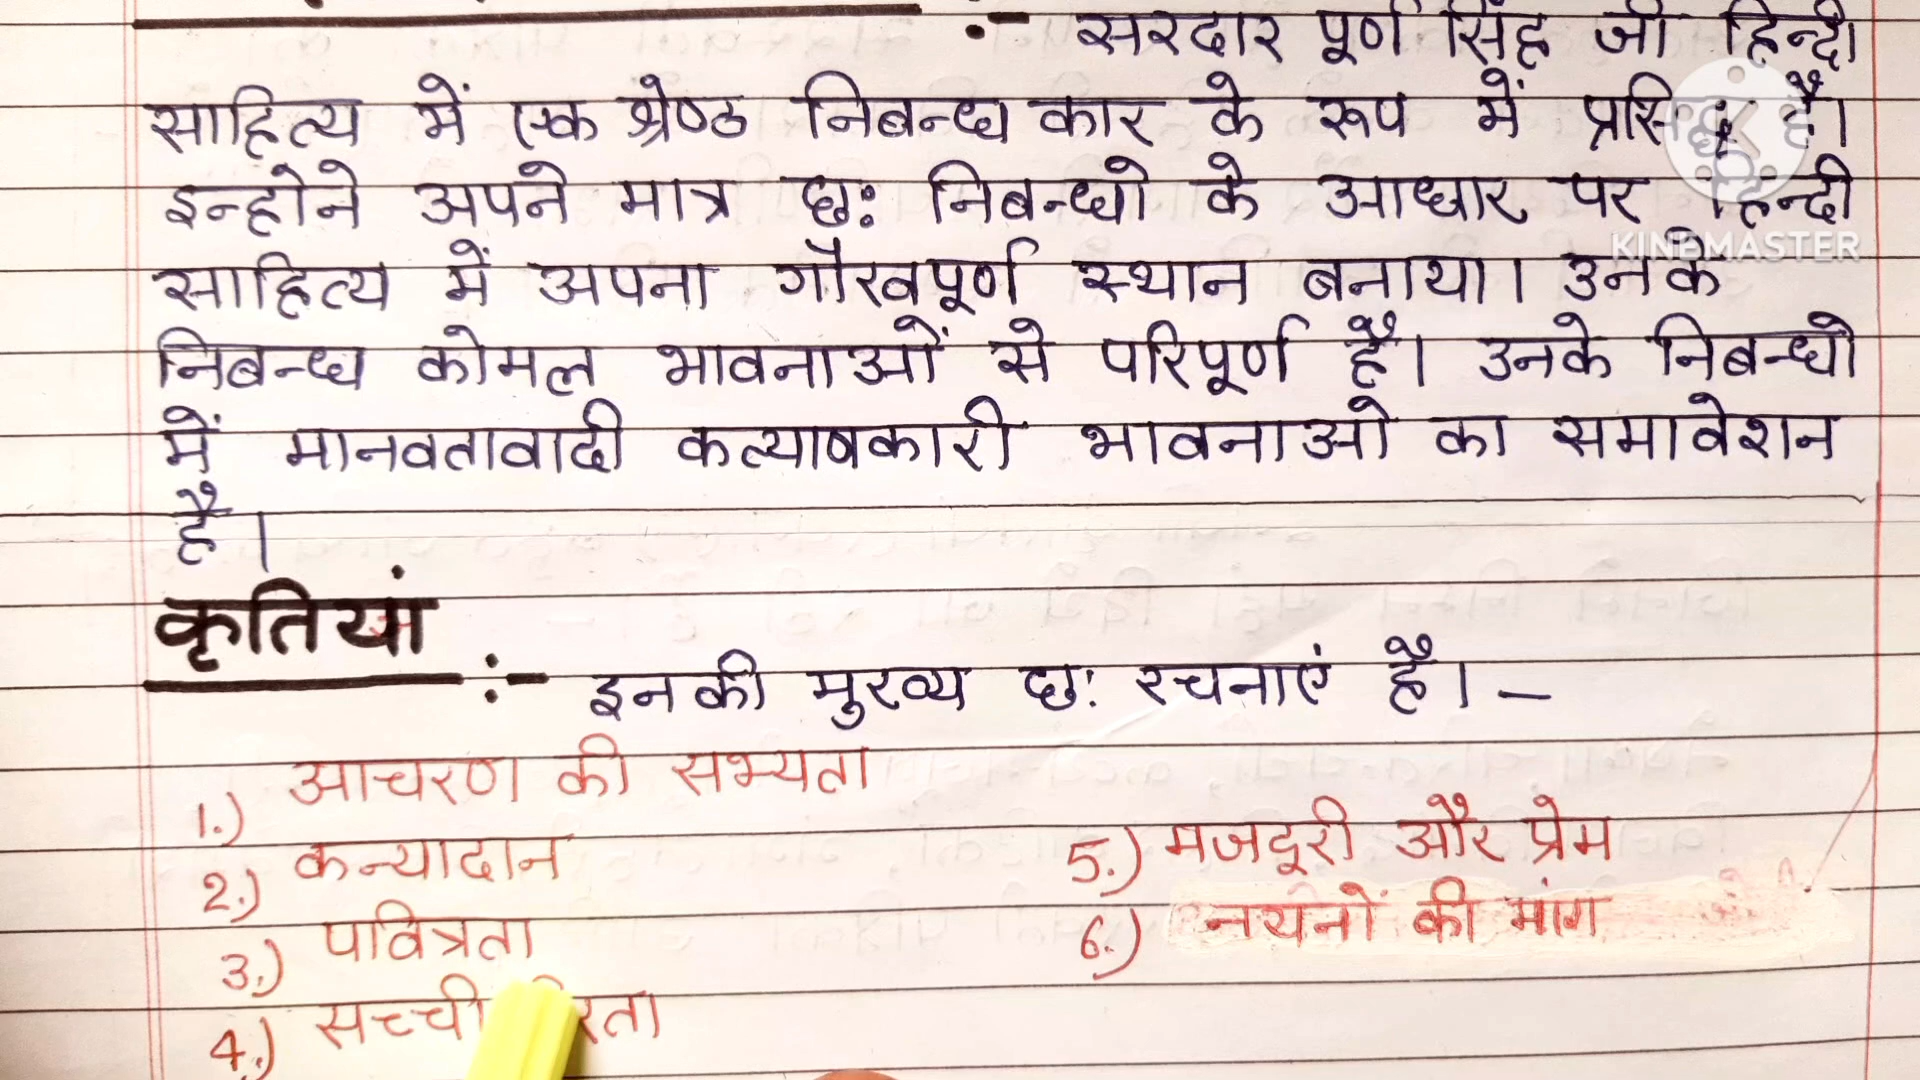 :- सरदार पूर्ण सिंह जी हिन्दी
साहित्य में एक श्रेष्ठ निबन्ध कार के रूप में प्रसिद्ध है।
इन्होने अपने मात्र छः निबन्धो के आधार पर हिन्दी
साहित्य में अपना गौरवपूर्ण स्थान बनाया। उनके
निबन्ध कोमल भावनाओं से परिपूर्ण है। उनके निबन्धो
में मानवतावादी कल्याणकारी भावनाओ का समावेशन
है।
कृतियां :- इनकी मुख्य छः रचनाएं है। –
1.) आचरण की सभ्यता
2.) कन्यादान
3.) पवित्रता
4.) सच्ची
5.) मजदूरी और प्रेम
6.) नयनों की मांग
KINEMASTER